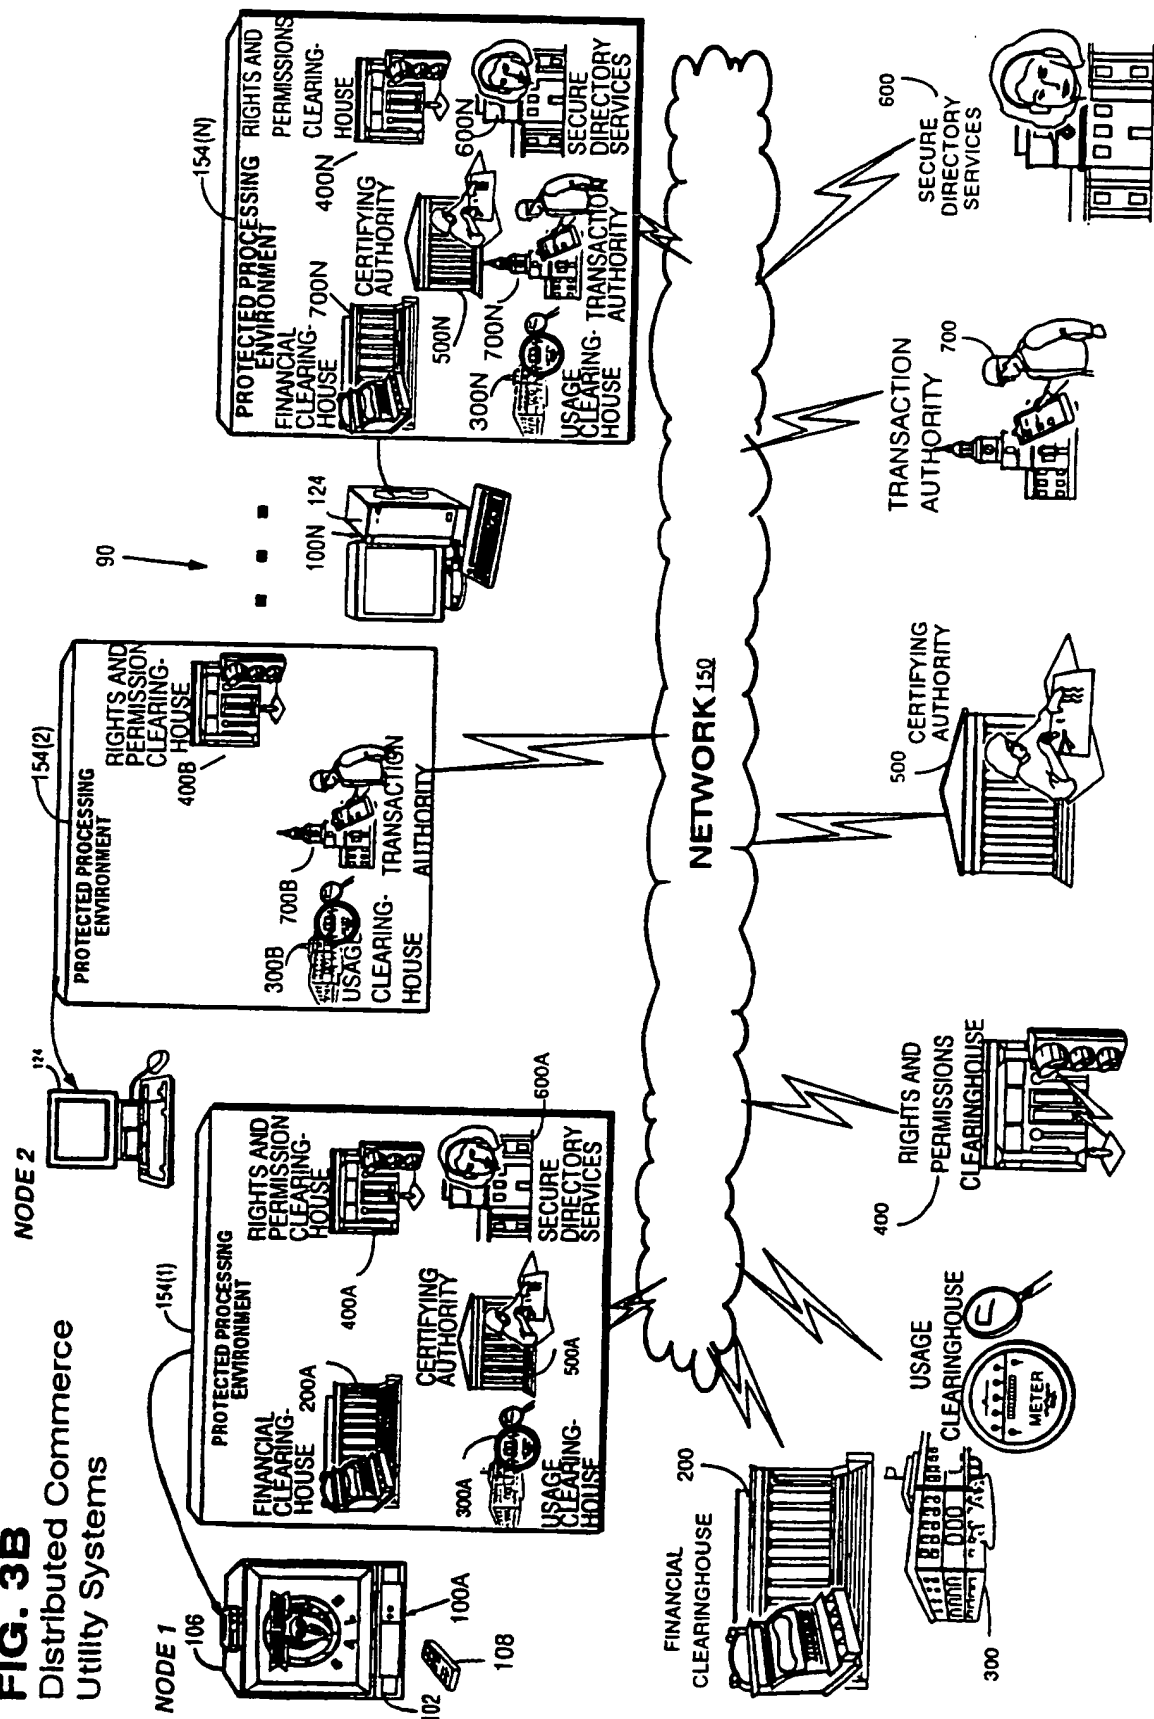 FIG. 3B
Distributed Commerce
Utility Systems
NODE 1
106
102
100A
108
154(1)
PROTECTED PROCESSING
ENVIRONMENT
FINANCIAL
CLEARING-
HOUSE
200A
RIGHTS AND
PERMISSION
CLEARING-
HOUSE
400A
CERTIFYING
AUTHORITY
500A
300A
USAGE
CLEARING-
HOUSE
SECURE
DIRECTORY
SERVICES
600A
NODE 2
124
154(2)
PROTECTED PROCESSING
ENVIRONMENT
RIGHTS AND
PERMISSION
CLEARING-
HOUSE
400B
300B
700B
USAGE
CLEARING-
HOUSE
TRANSACTION
AUTHORITY
90
100N
124
154(N)
PROTECTED PROCESSING
ENVIRONMENT
FINANCIAL
CLEARING-
HOUSE
700N
RIGHTS AND
PERMISSIONS
CLEARING-
HOUSE
400N
CERTIFYING
AUTHORITY
500N
600N
SECURE
DIRECTORY
SERVICES
300N
700N
USAGE
CLEARING-
HOUSE
TRANSACTION
AUTHORITY
NETWORK 150
FINANCIAL
CLEARINGHOUSE
200
USAGE
CLEARINGHOUSE
METER
300
RIGHTS AND
PERMISSIONS
CLEARINGHOUSE
400
500
CERTIFYING
AUTHORITY
TRANSACTION
AUTHORITY
700
SECURE
DIRECTORY
SERVICES
600